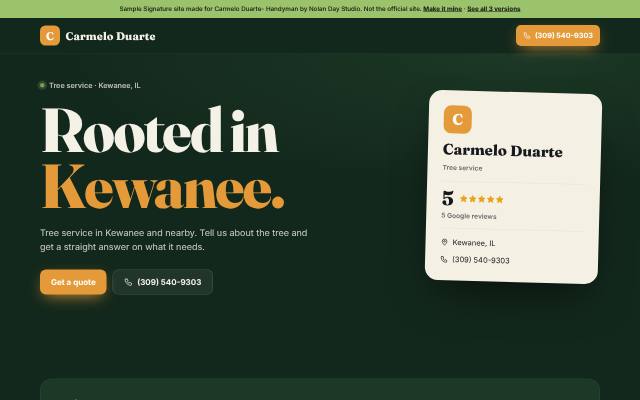 Sample Signature site made for Carmelo Duarte- Handyman by Nolan Day Studio. Not the official site. Make it mine · See all 3 versions
C Carmelo Duarte
(309) 540-9303
Tree service · Kewanee, IL
Rooted in
Kewanee.
Tree service in Kewanee and nearby. Tell us about the tree and
get a straight answer on what it needs.
Get a quote
(309) 540-9303
C
Carmelo Duarte
Tree service
5
5 Google reviews
Kewanee, IL
(309) 540-9303